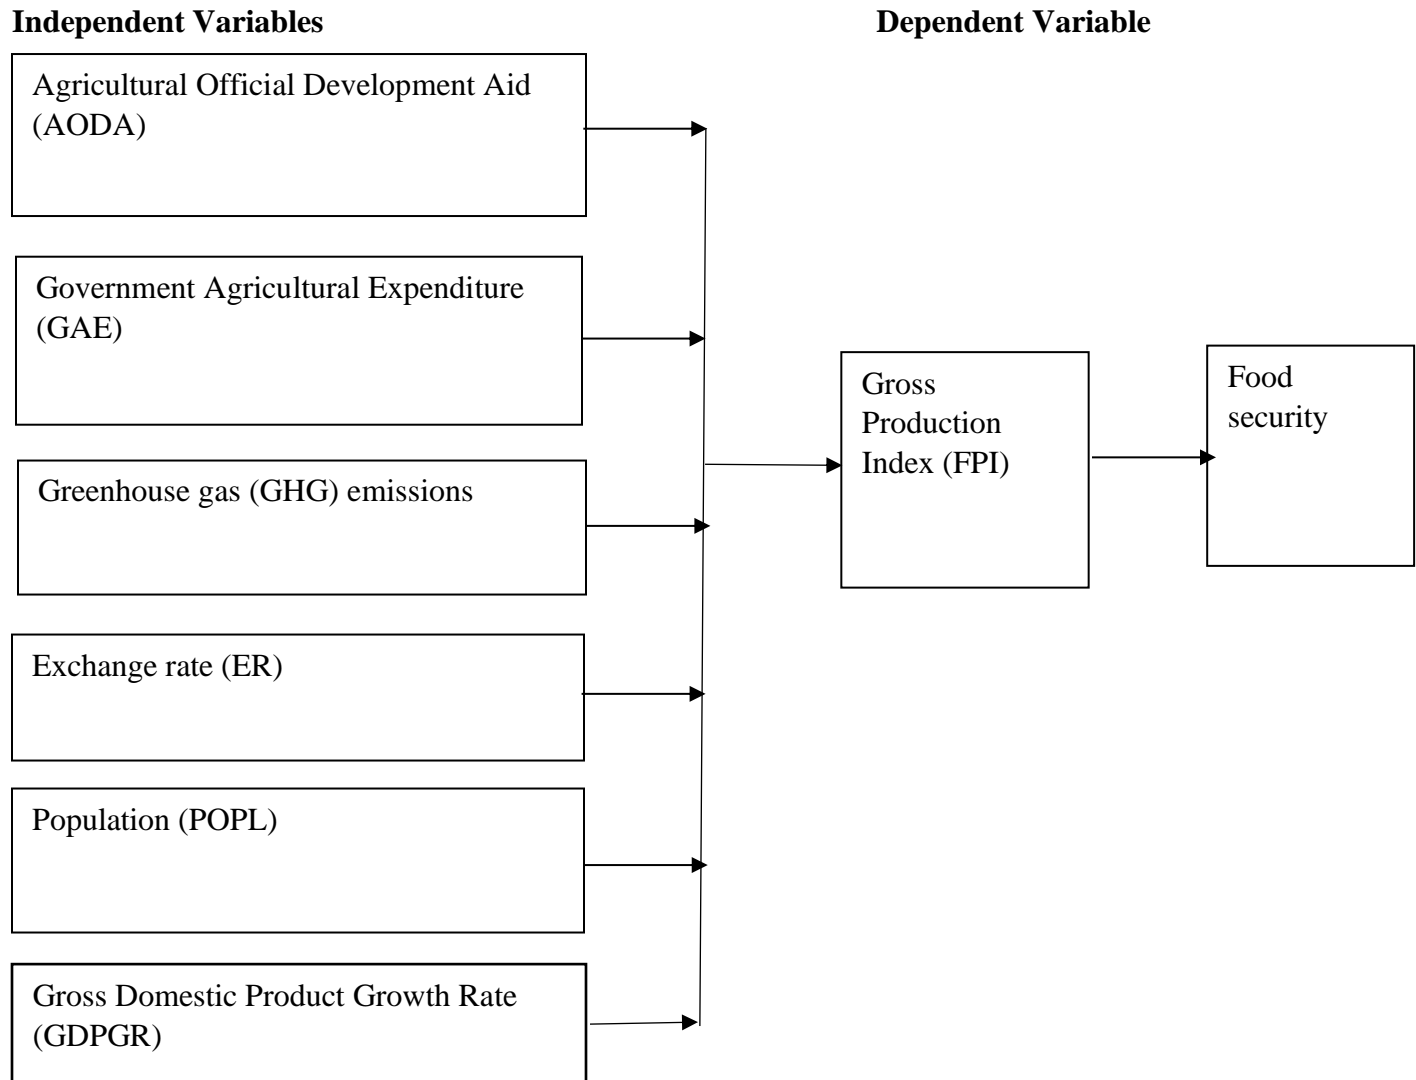 Independent Variables
Dependent Variable
Agricultural Official Development Aid
(AODA)
Government Agricultural Expenditure
(GAE)
Greenhouse gas (GHG) emissions
Exchange rate (ER)
Population (POPL)
Gross Domestic Product Growth Rate
(GDPGR)
Gross
Production
Index (FPI)
Food
security